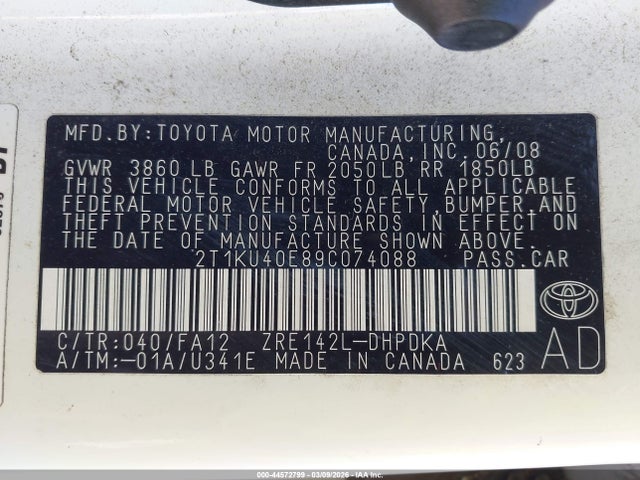 MFD.BY:TOYOTA MOTOR MANUFACTURING,
CANADA,INC. 06/08
GVWR 3860LB GAWR FR 2050LB RR 1850LB
THIS VEHICLE CONFORMS TO ALL APPLICABLE
FEDERAL MOTOR VEHICLE SAFETY, BUMPER,AND
THEFT PREVENTION STANDARDS IN EFFECT ON
THE DATE OF MANUFACTURE SHOWN ABOVE.
2T1KU40E89C074088 PASS.CAR
C/TR:040/FA12 ZRE142L-DHPDKA
A/TM:-01A/U341E MADE IN CANADA 623
AD
000-44572799 - 03/09/2026 - IAA Inc.